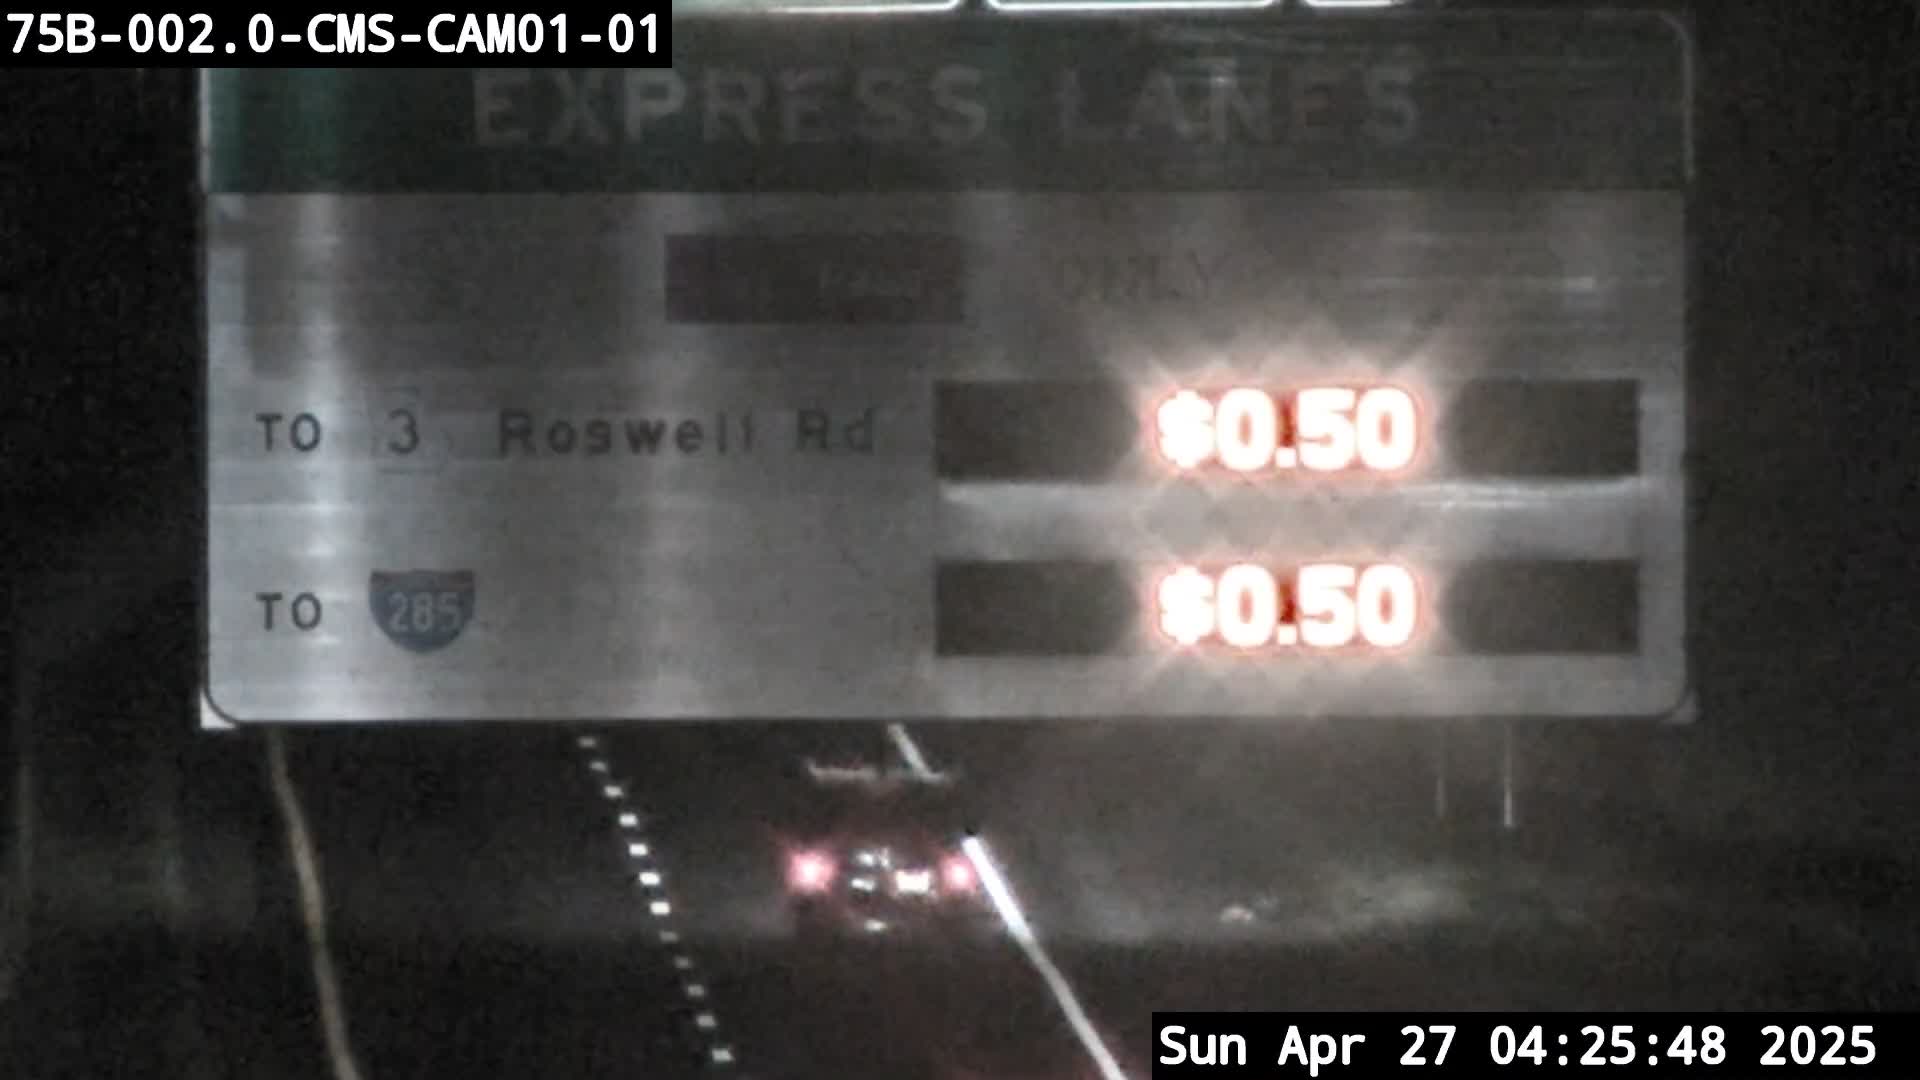 75B-002.0-CMS-CAM01-01
EXPRESS LANES
ONLY
TO 3 Roswell Rd $0.50
TO 285 $0.50
Sun Apr 27 04:25:48 2025